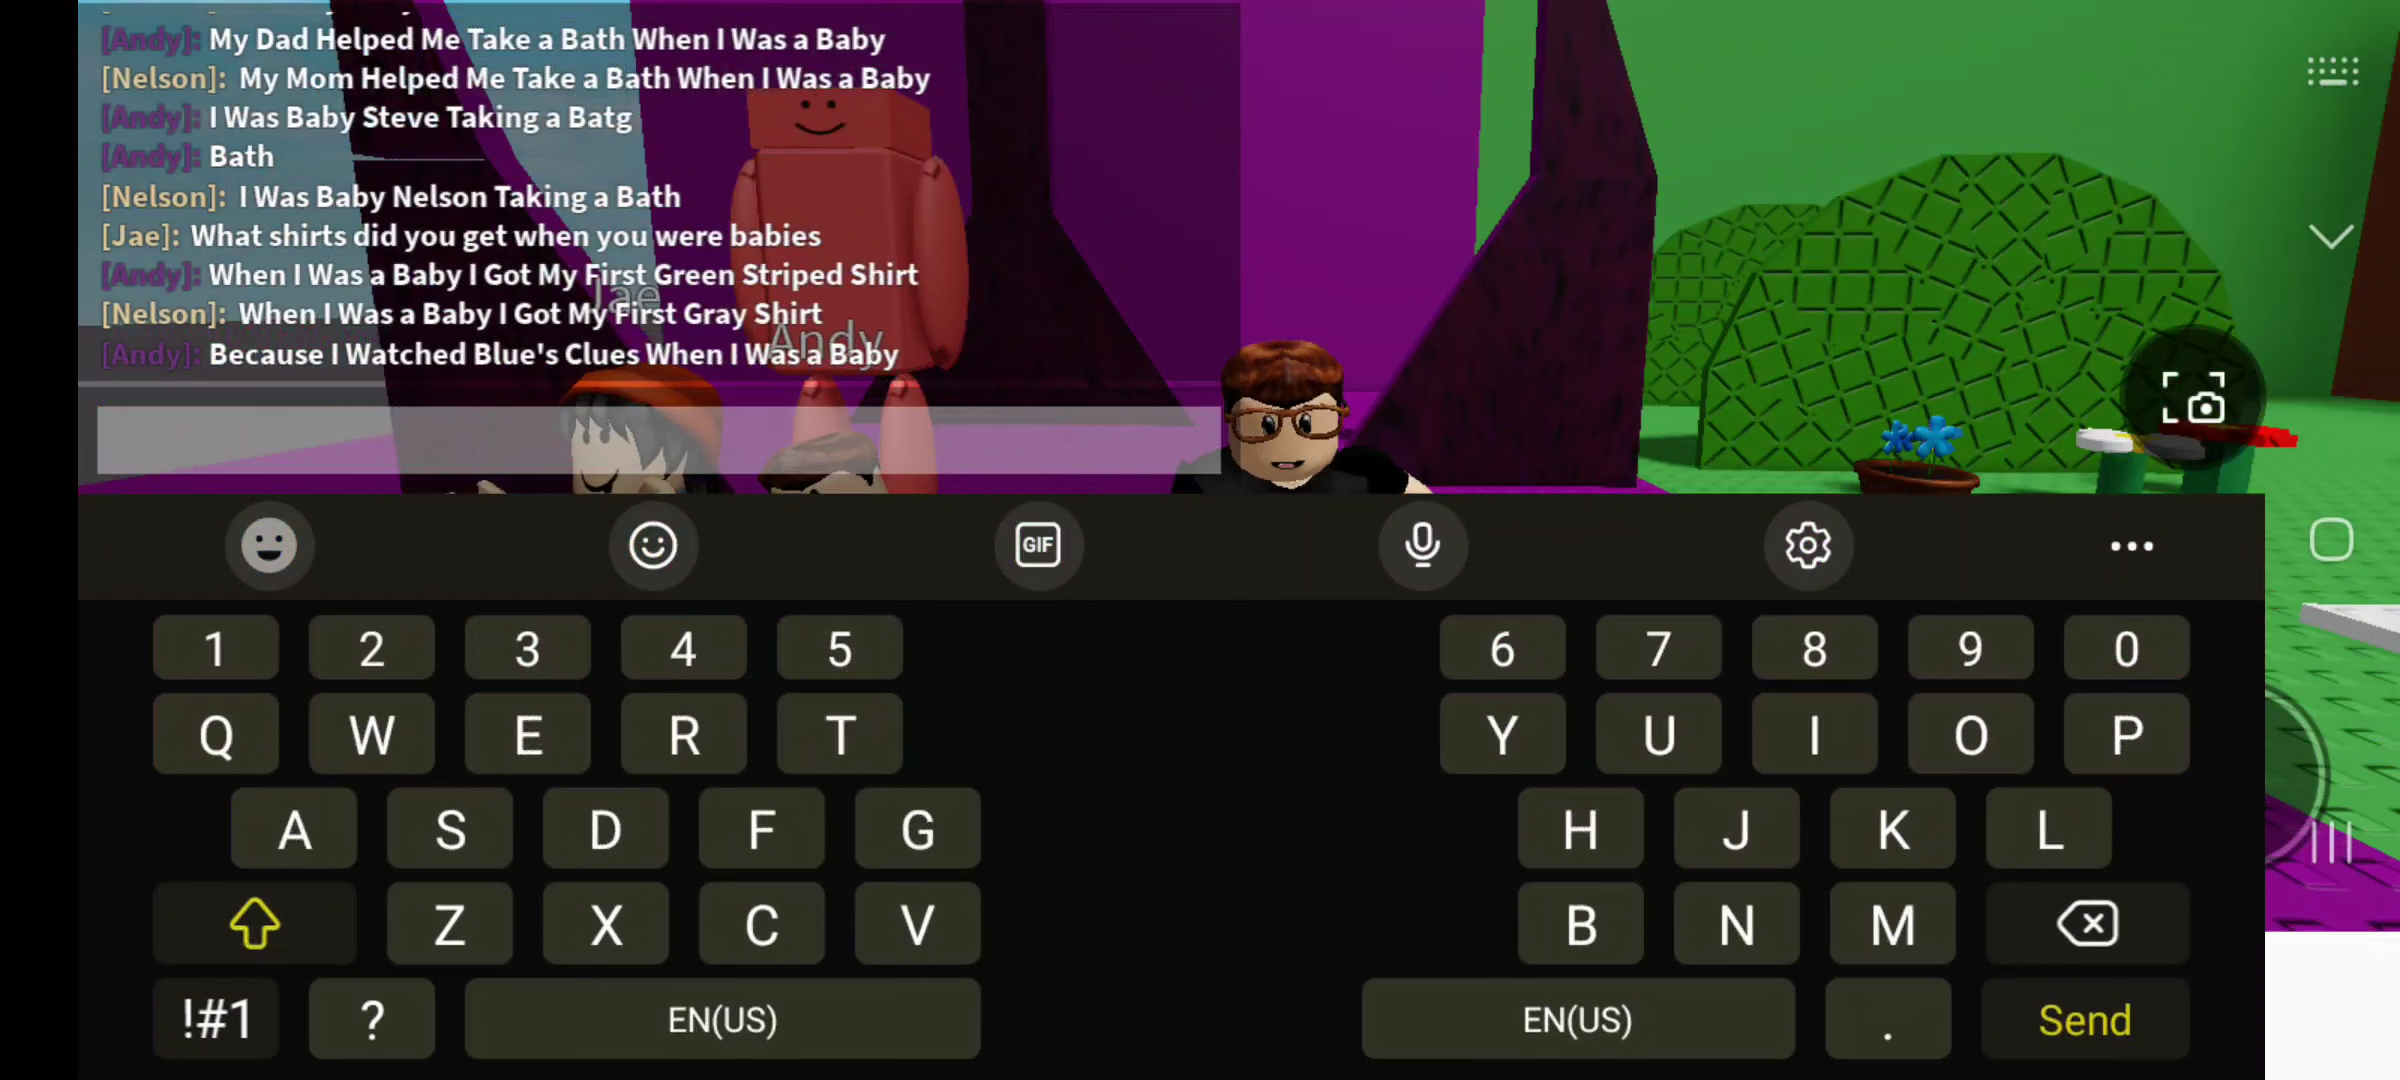 [Andy]: My Dad Helped Me Take a Bath When I Was a Baby
[Nelson]: My Mom Helped Me Take a Bath When I Was a Baby
[Andy]: I Was Baby Steve Taking a Batg
[Andy]: Bath
[Nelson]: I Was Baby Nelson Taking a Bath
[Jae]: What shirts did you get when you were babies
[Andy]: When I Was a Baby I Got My First Green Striped Shirt
Jae
[Nelson]: When I Was a Baby I Got My First Gray Shirt
Andy
[Andy]: Because I Watched Blue's Clues When I Was a Baby
GIF
1 2 3 4 5 6 7 8 9 0
Q W E R T Y U I O P
A S D F G H J K L
Z X C V B N M
!#1 ? EN(US) EN(US) . Send